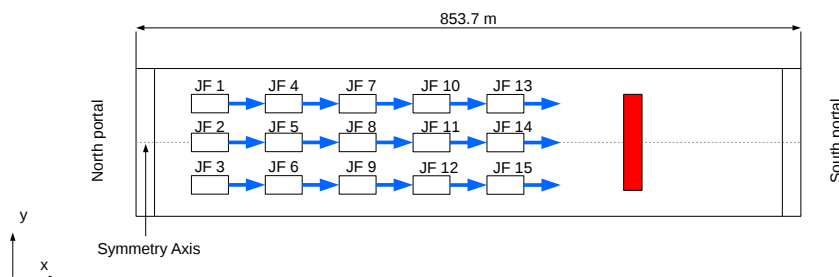 853.7 m
JF 1 JF 4 JF 7 JF 10 JF 13
JF 2 JF 5 JF 8 JF 11 JF 14
JF 3 JF 6 JF 9 JF 12 JF 15
North portal
South portal
Symmetry Axis
y
x